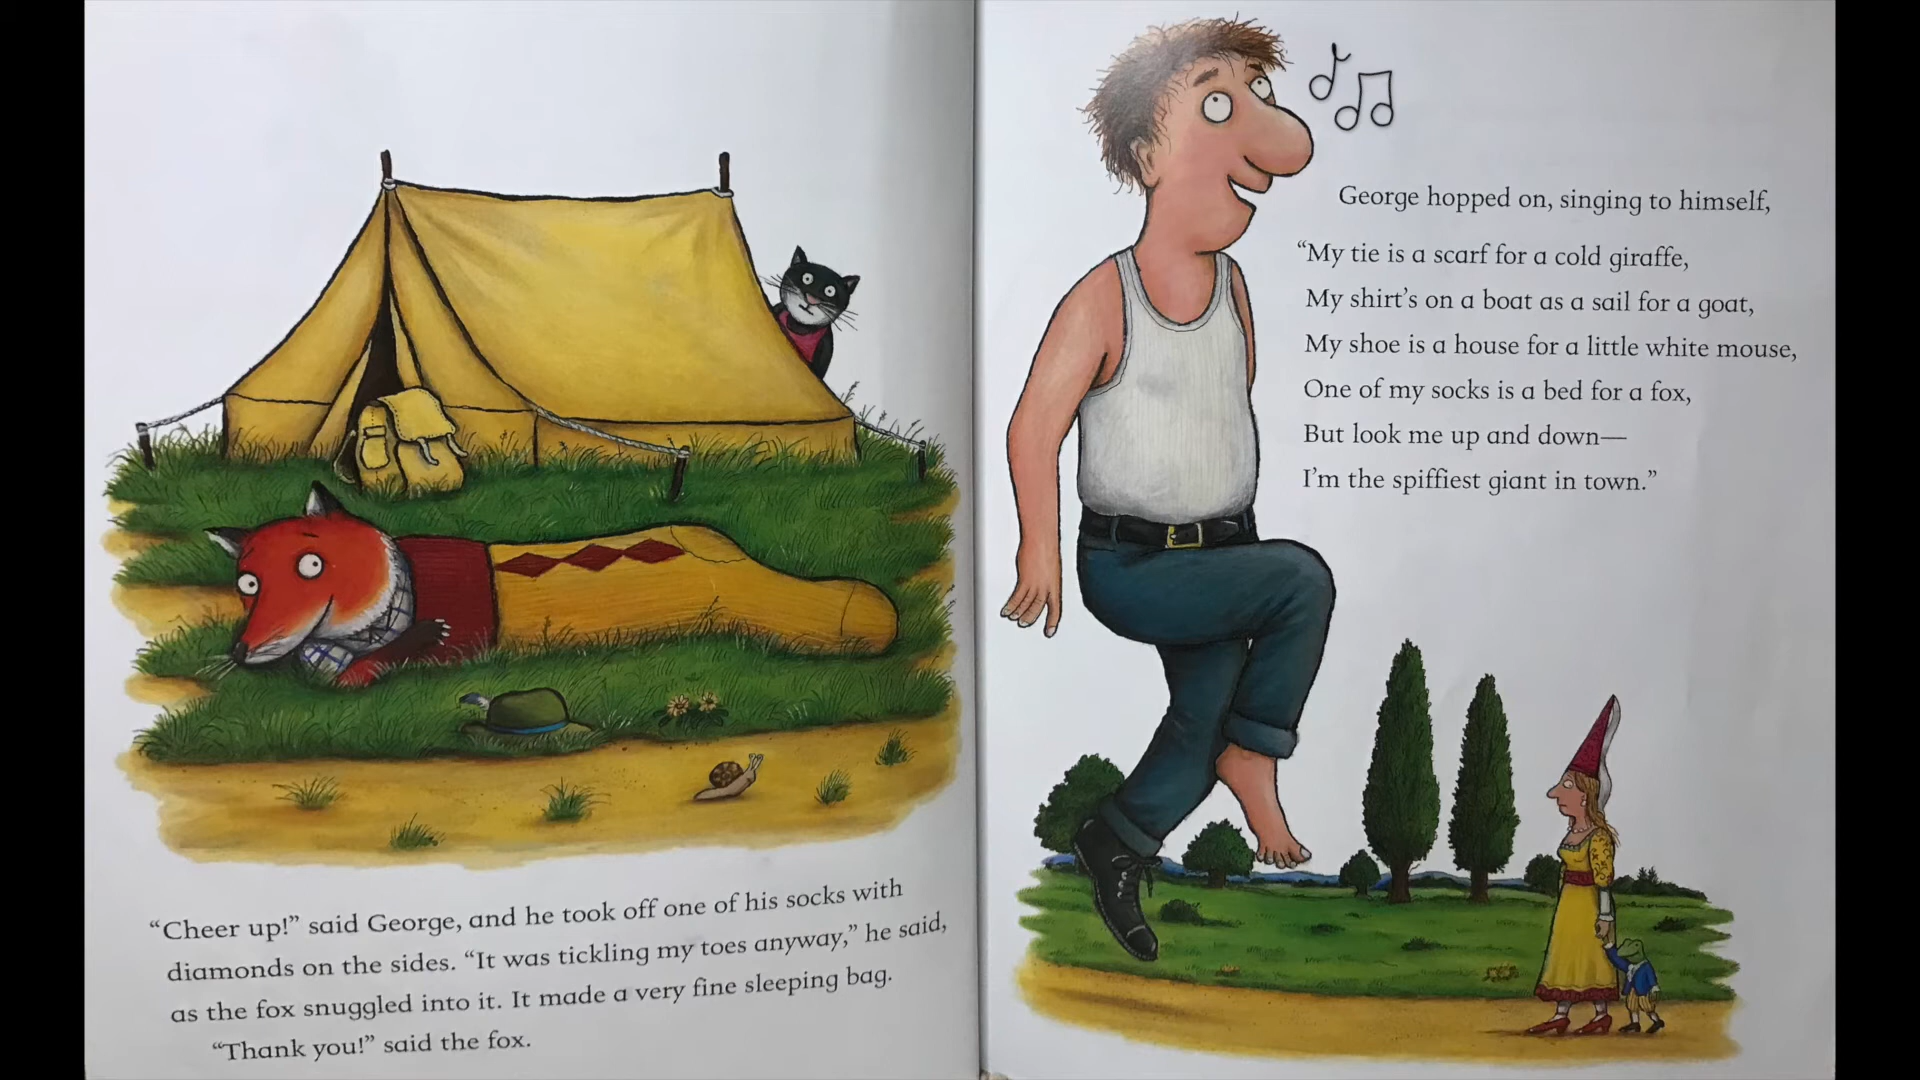 “Cheer up!” said George, and he took off one of his socks with
diamonds on the sides. “It was tickling my toes anyway,” he said,
as the fox snuggled into it. It made a very fine sleeping bag.
“Thank you!” said the fox.
George hopped on, singing to himself,
“My tie is a scarf for a cold giraffe,
My shirt’s on a boat as a sail for a goat,
My shoe is a house for a little white mouse,
One of my socks is a bed for a fox,
But look me up and down—
I’m the spiffiest giant in town.”